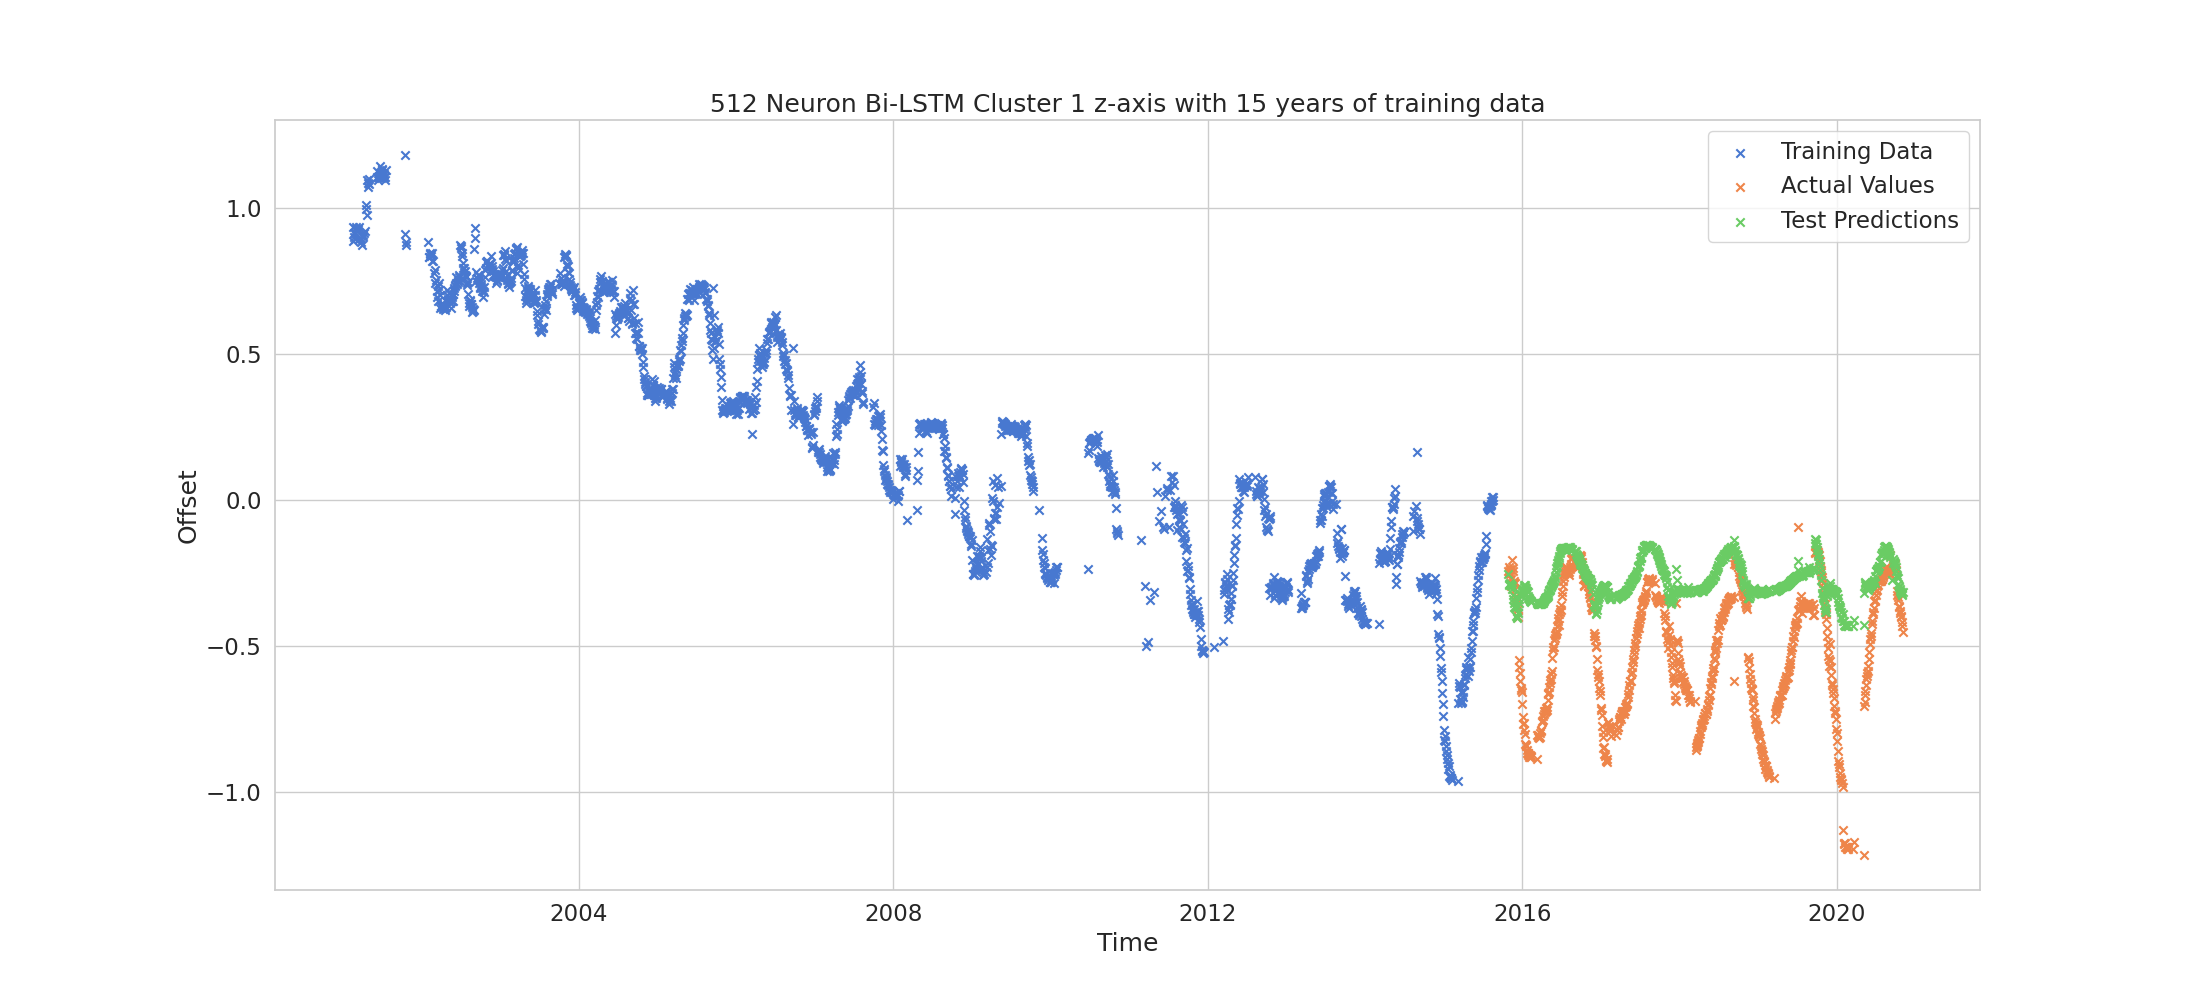 512 Neuron Bi-LSTM Cluster 1 z-axis with 15 years of training data
Training Data
Actual Values
Test Predictions
1.0
0.5
0.0
−0.5
−1.0
Offset
2004
2008
2012
2016
2020
Time